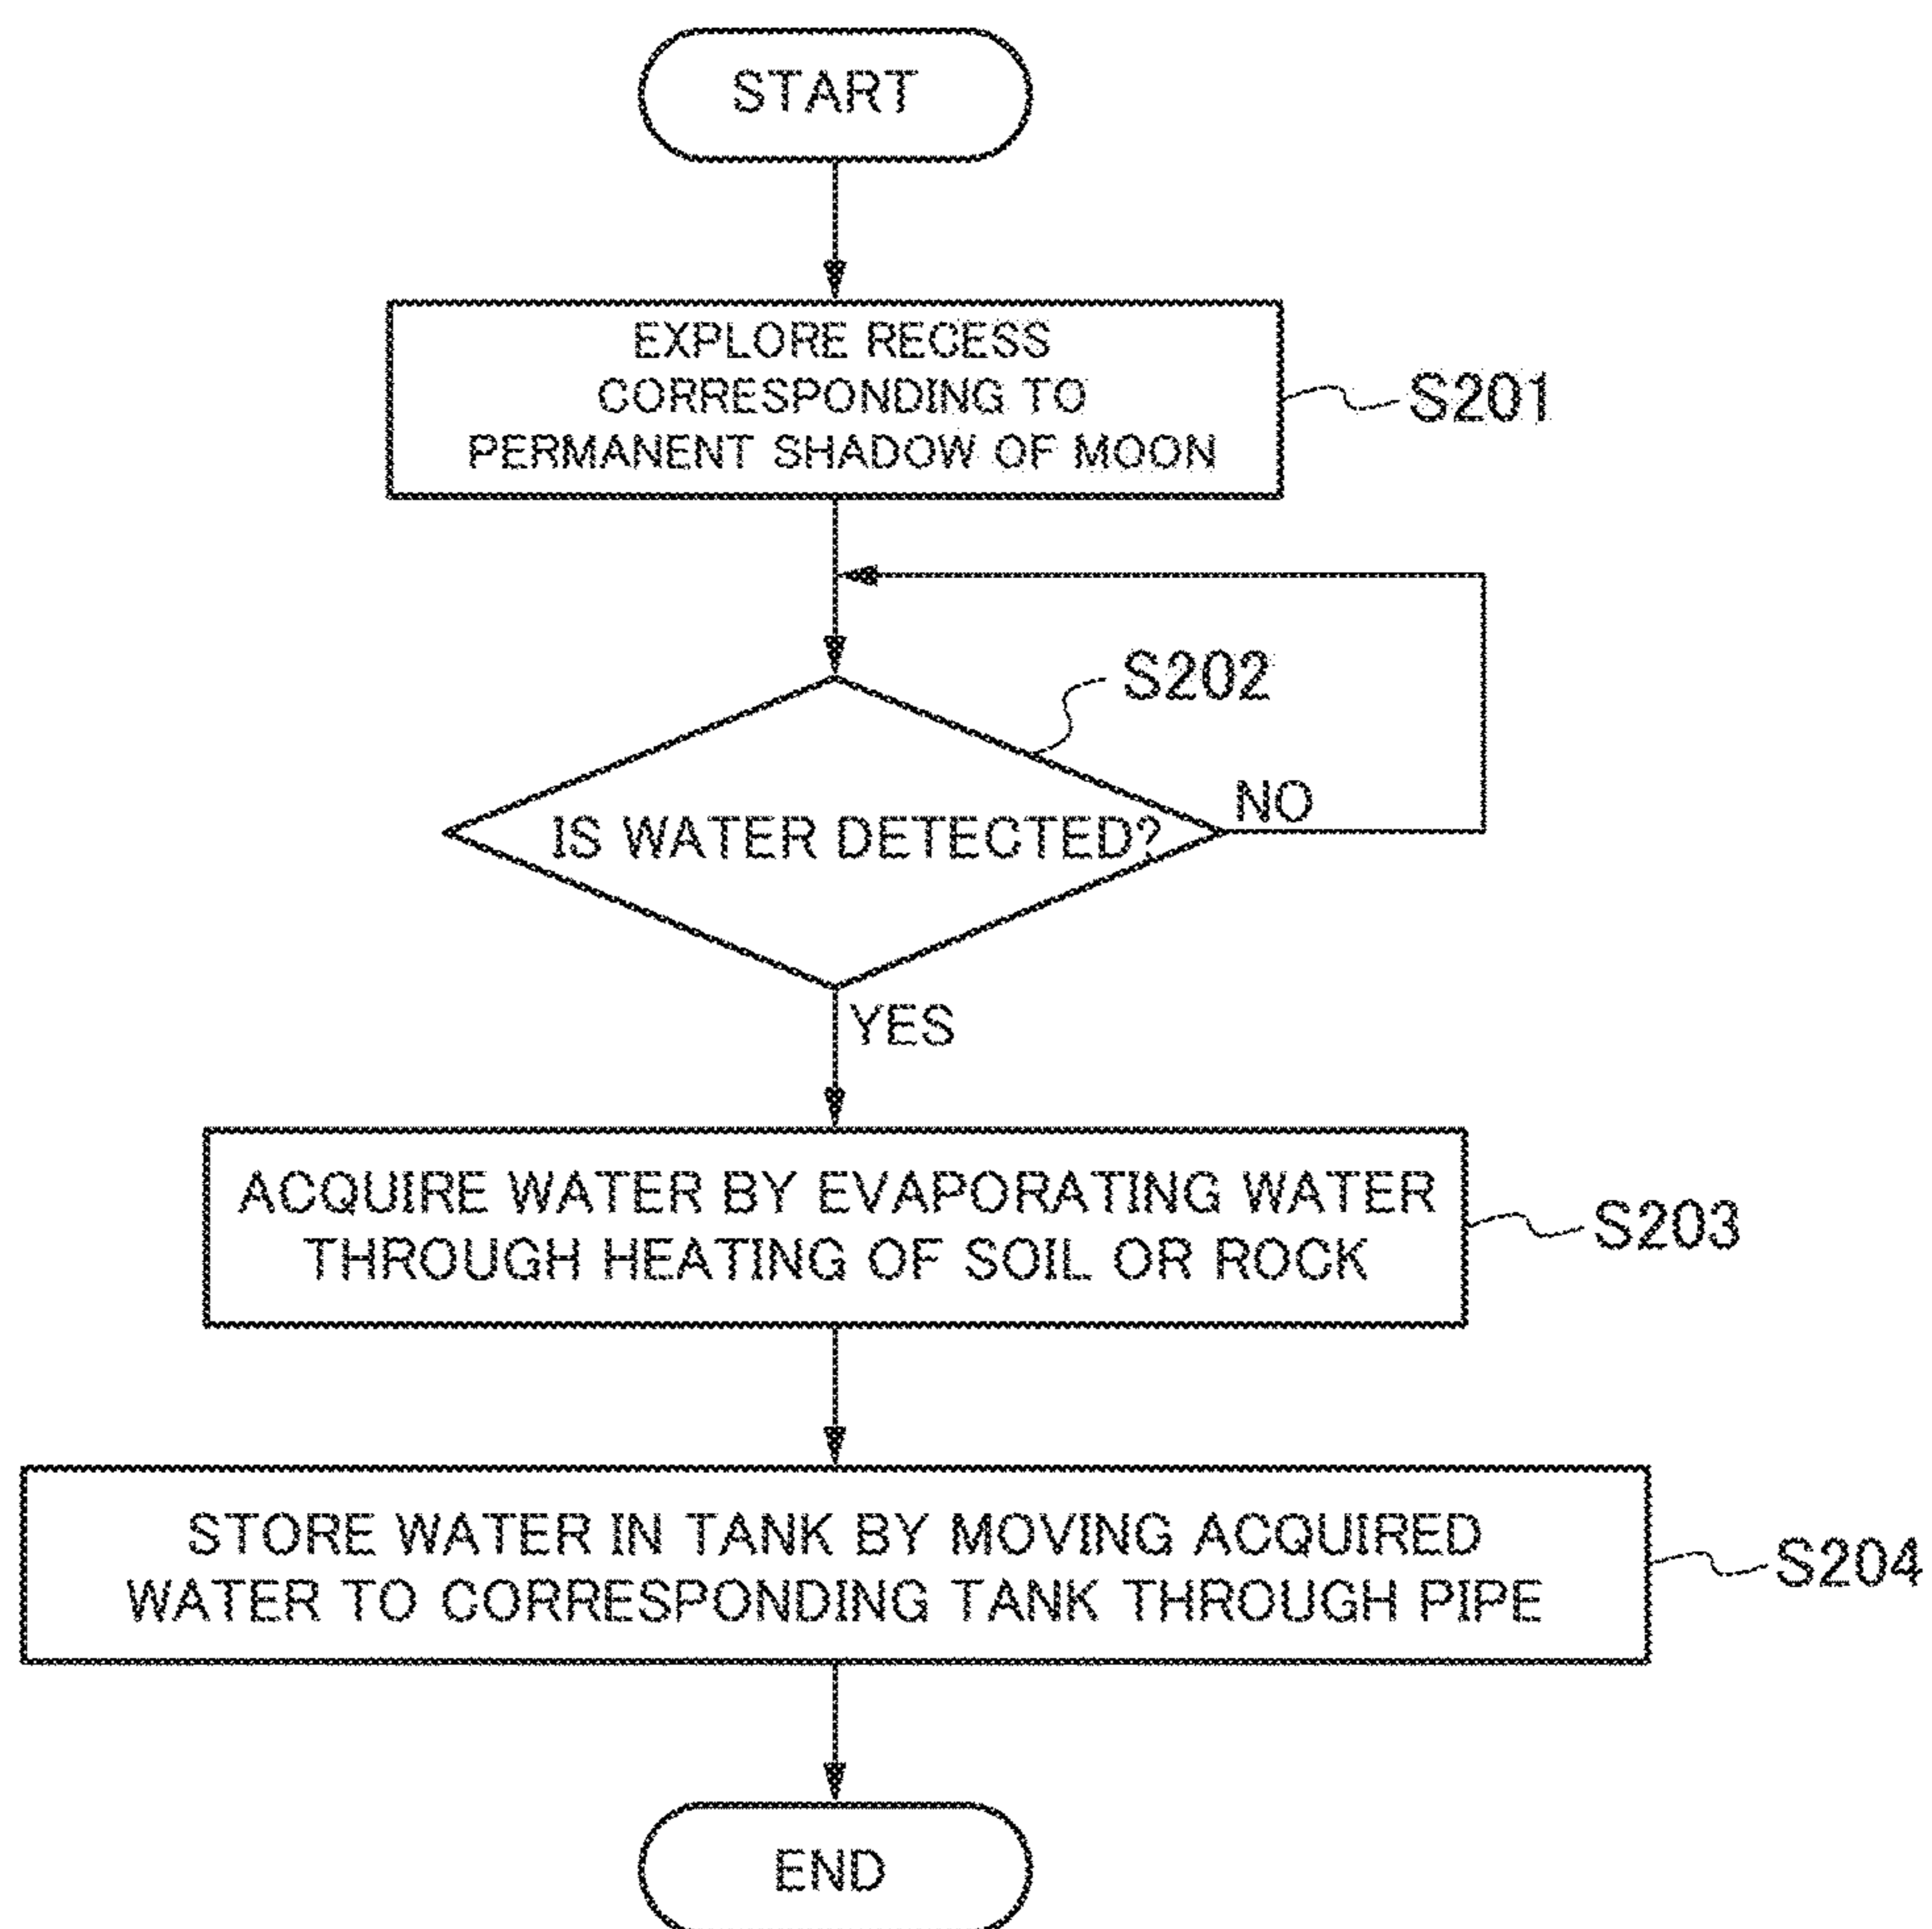 START
EXPLORE RECESS
CORRESPONDING TO
PERMANENT SHADOW OF MOON
S201
S202
IS WATER DETECTED?
NO
YES
ACQUIRE WATER BY EVAPORATING WATER
THROUGH HEATING OF SOIL OR ROCK
S203
STORE WATER IN TANK BY MOVING ACQUIRED
WATER TO CORRESPONDING TANK THROUGH PIPE
S204
END